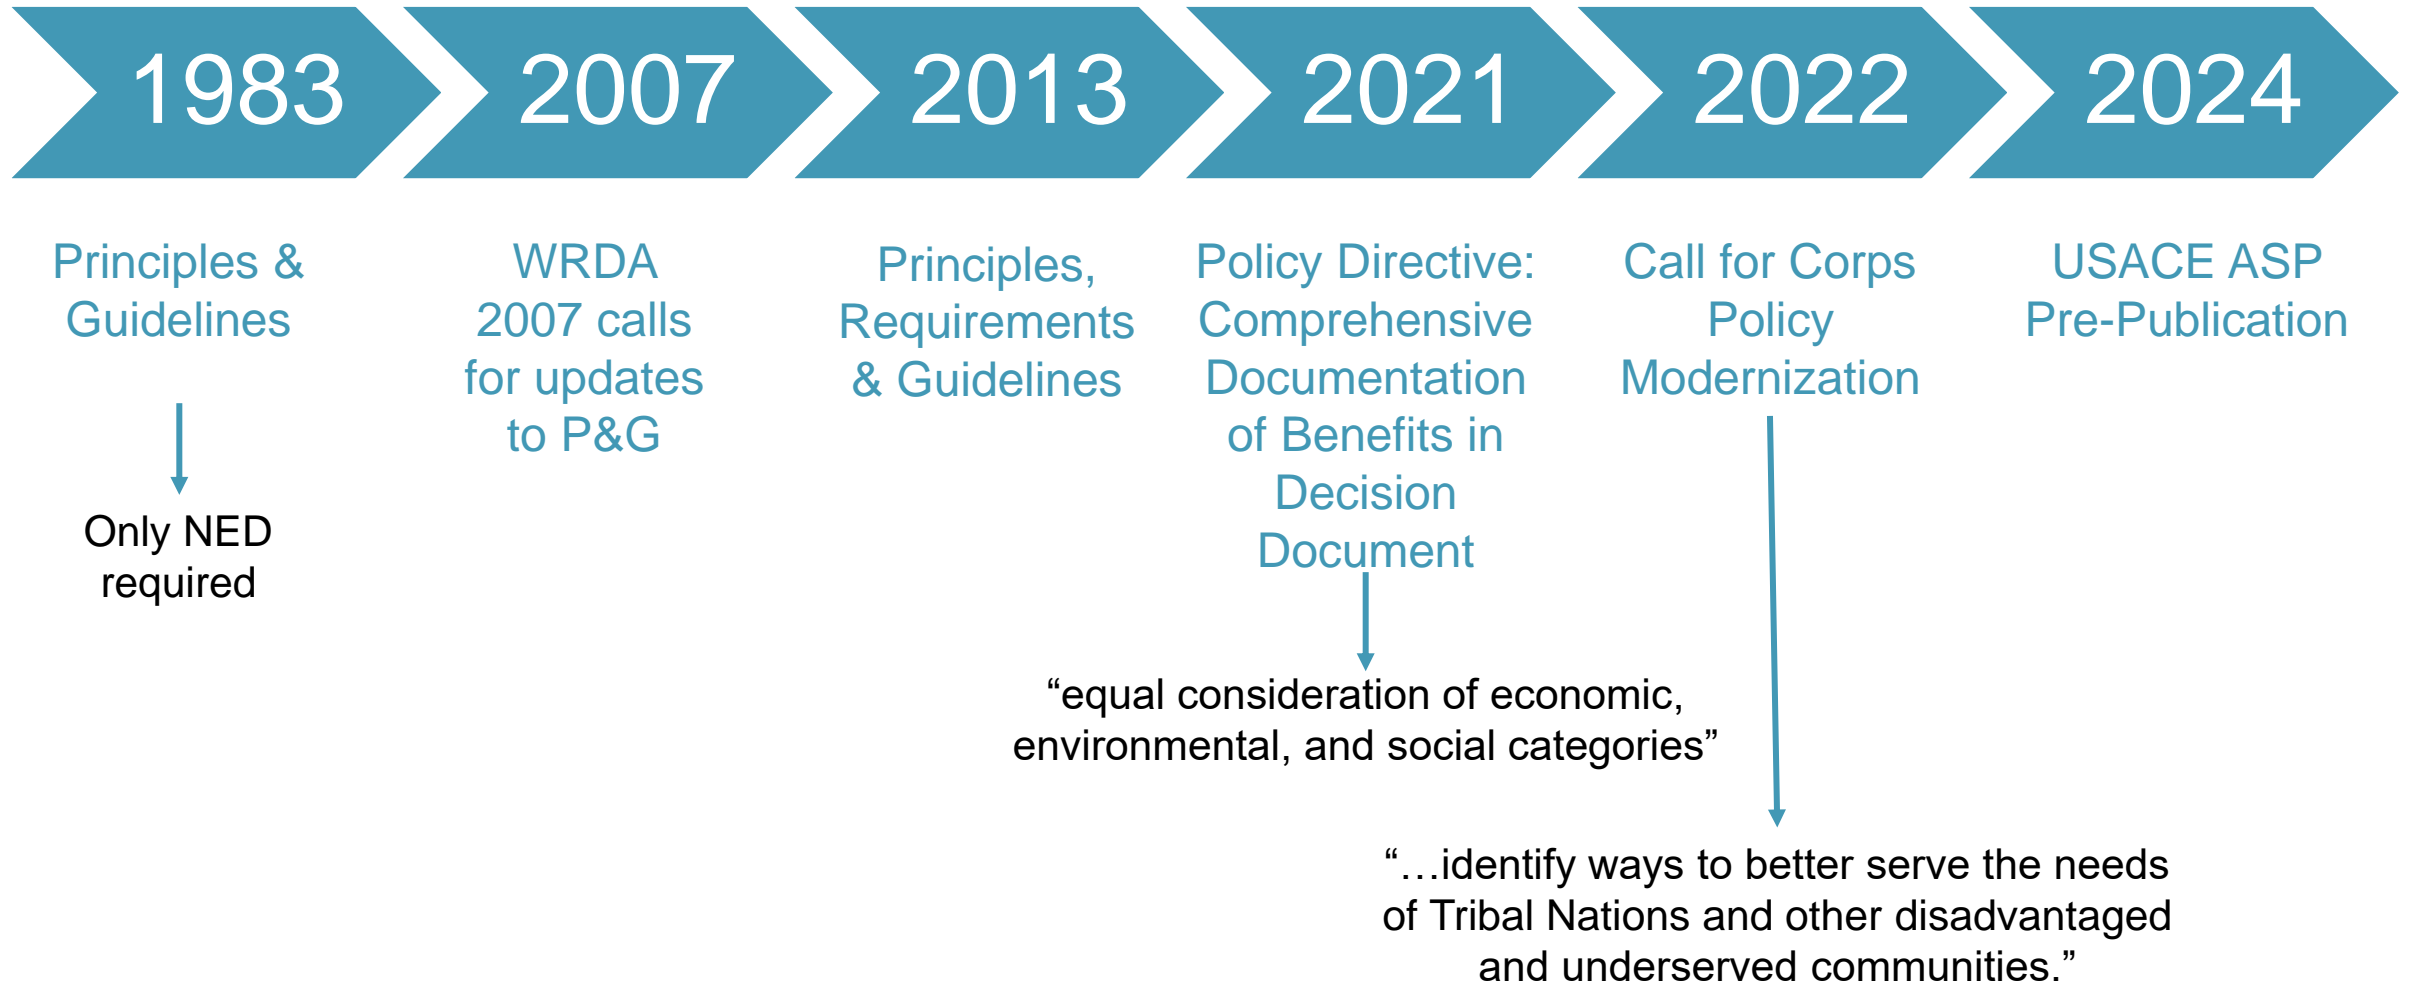 1983
2007
2013
2021
2022
2024
Principles &
Guidelines
Only NED
required
WRDA
2007 calls
for updates
to P&G
Principles,
Requirements
& Guidelines
Policy Directive:
Comprehensive
Documentation
of Benefits in
Decision
Document
“equal consideration of economic,
environmental, and social categories”
Call for Corps
Policy
Modernization
“…identify ways to better serve the needs
of Tribal Nations and other disadvantaged
and underserved communities.”
USACE ASP
Pre-Publication